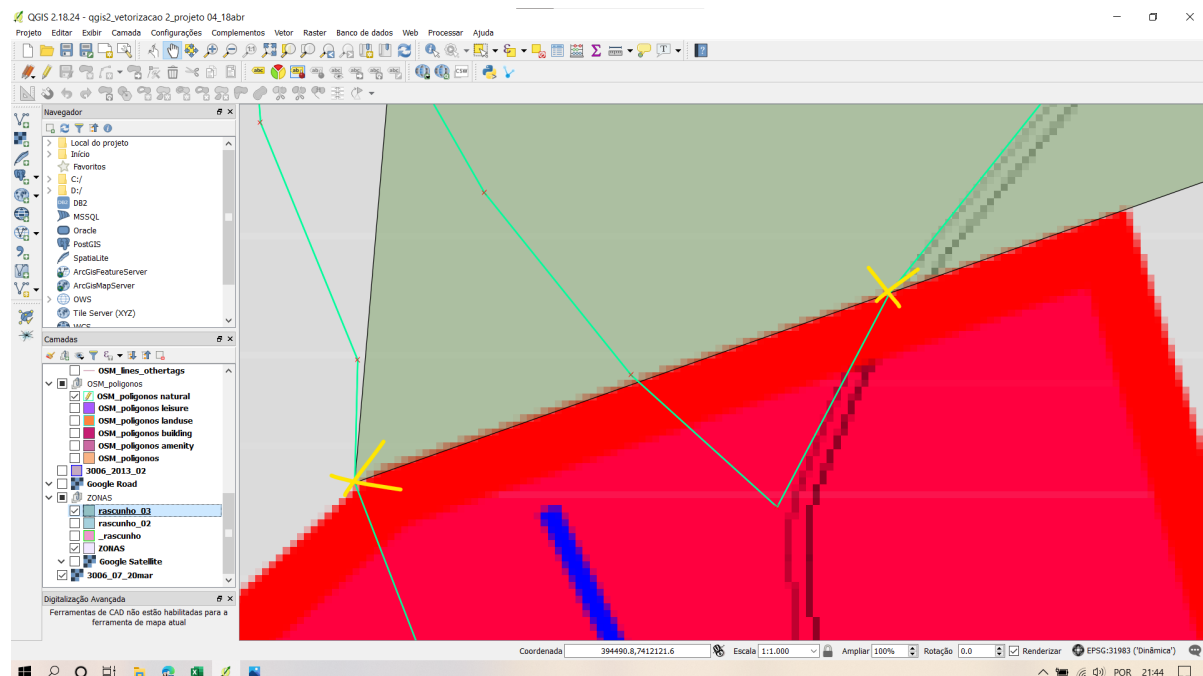 QGIS 2.18.24 - qgis2_vetorizacao 2_projeto 04_18abr
Projeto Editar Exibir Camada Configurações Complementos Vetor Raster Banco de dados Web Processar Ajuda
Navegador
Local do projeto
Início
Favoritos
C:/
D:/
DB2
MSSQL
Oracle
PostGIS
SpatiaLite
ArcGisFeatureServer
ArcGisMapServer
OWS
Tile Server (XYZ)
WCS
Camadas
OSM_lines_othertags
OSM_poligonos
OSM_poligonos natural
OSM_poligonos leisure
OSM_poligonos landuse
OSM_poligonos building
OSM_poligonos amenity
OSM_poligonos
3006_2013_02
Google Road
ZONAS
rascunho_03
rascunho_02
_rascunho
ZONAS
Google Satellite
3006_07_20mar
Digitalização Avançada
Ferramentas de CAD não estão habilitadas para a
ferramenta de mapa atual
Coordenada 394490.8,7412121.6 Escala 1:1.000 Ampliar 100% Rotação 0.0 Renderizar EPSG:31983 ('Dinâmica')
POR 21:44